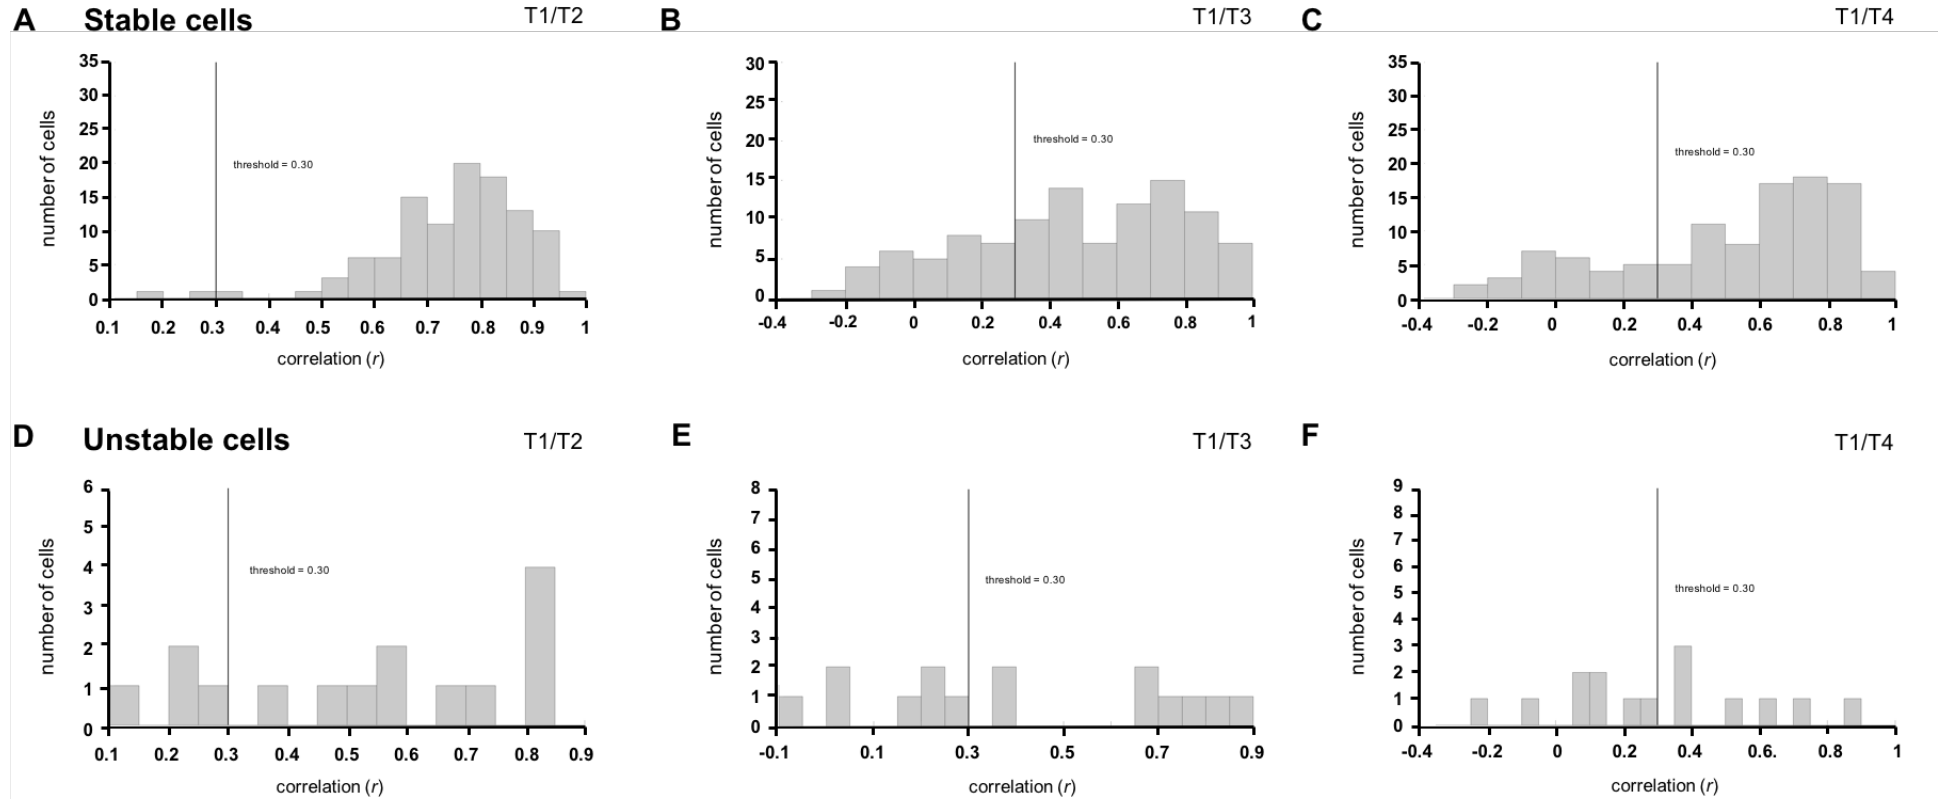 A Stable cells T1/T2
35
30
25
20
15
10
5
0
number of cells
threshold = 0.30
0.1 0.2 0.3 0.4 0.5 0.6 0.7 0.8 0.9 1
correlation (r)
B T1/T3
30
25
20
15
10
5
0
number of cells
threshold = 0.30
-0.4 -0.2 0 0.2 0.4 0.6 0.8 1
correlation (r)
C T1/T4
35
30
25
20
15
10
5
0
number of cells
threshold = 0.30
-0.4 -0.2 0 0.2 0.4 0.6 0.8 1
correlation (r)
D Unstable cells T1/T2
6
5
4
3
2
1
0
number of cells
threshold = 0.30
0.1 0.2 0.3 0.4 0.5 0.6 0.7 0.8 0.9
correlation (r)
E T1/T3
8
7
6
5
4
3
2
1
0
number of cells
threshold = 0.30
-0.1 0.1 0.3 0.5 0.7 0.9
correlation (r)
F T1/T4
9
8
7
6
5
4
3
2
1
0
number of cells
threshold = 0.30
-0.4 -0.2 0 0.2 0.4 0.6. 0.8 1
correlation (r)